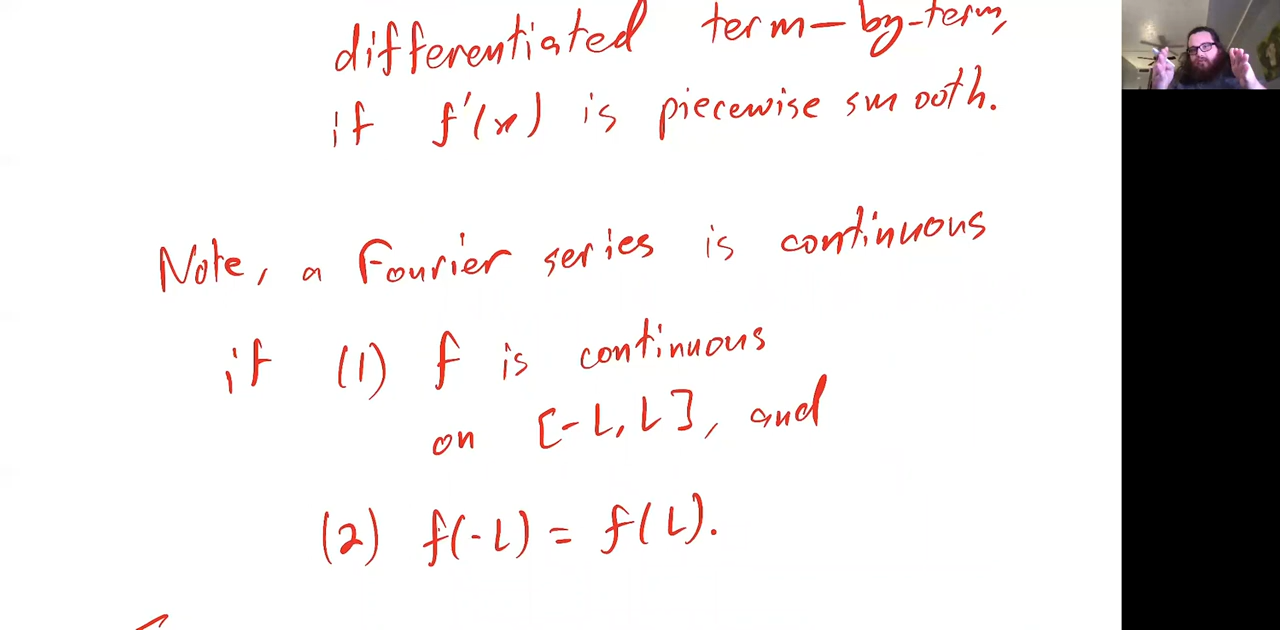 differentiated term-by-term,
if f'(x) is piecewise smooth.
Note, a Fourier series is continuous
if (1) f is continuous
on [-L, L], and
(2) f(-L) = f(L).